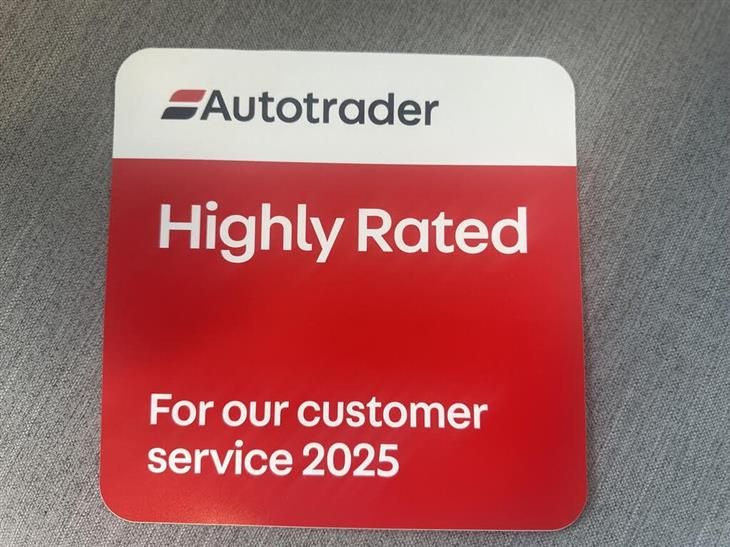 Autotrader
Highly Rated
For our customer
service 2025